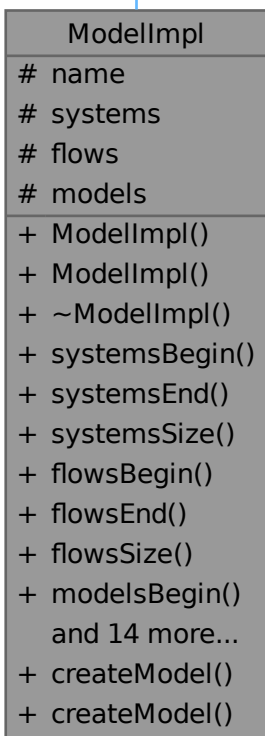 ModelImpl
# name
# systems
# flows
# models
+ ModelImpl()
+ ModelImpl()
+ ~ModelImpl()
+ systemsBegin()
+ systemsEnd()
+ systemsSize()
+ flowsBegin()
+ flowsEnd()
+ flowsSize()
+ modelsBegin()
and 14 more...
+ createModel()
+ createModel()